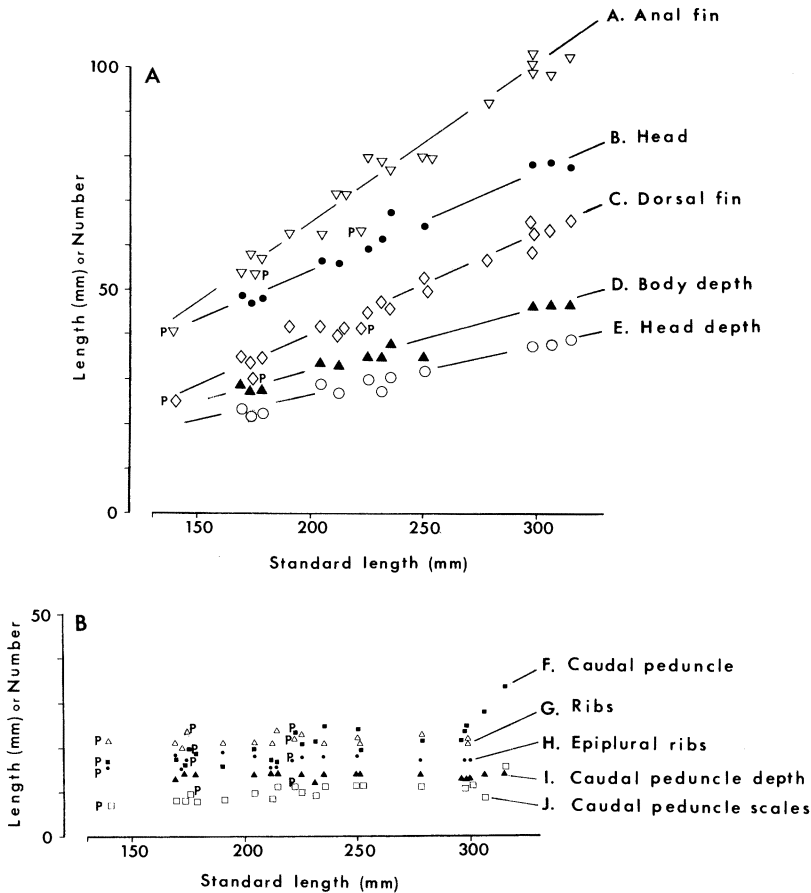 A. Anal fin
100
A
B. Head
C. Dorsal fin
P
P
50
D. Body depth
P
P
E. Head depth
P
P
Length (mm) or Number
0
150
200
250
300
Standard length (mm)
50
B
F. Caudal peduncle
G. Ribs
P
P
P
P
P
P
H. Epiplural ribs
P
P
P
P
I. Caudal peduncle depth
P
P
J. Caudal peduncle scales
Length (mm) or Number
0
150
200
250
300
Standard length (mm)